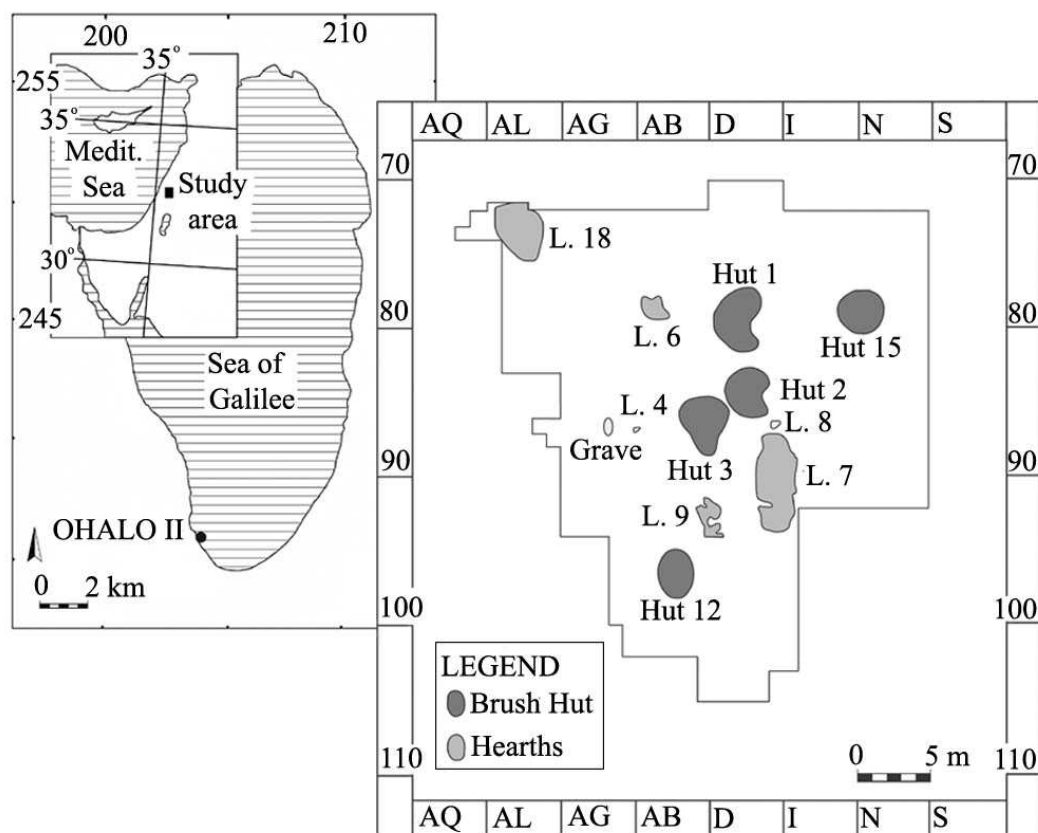 200
210
35°
255
35°
Medit.
Sea
Study
area
30°
245
Sea of
Galilee
OHALO II
0 2 km
AQ AL AG AB D I N S
70 70
80 80
90 90
100 100
110 110
L. 18
Hut 1
L. 6
Hut 15
Hut 2
L. 4
L. 8
Grave
Hut 3
L. 7
L. 9
Hut 12
LEGEND
Brush Hut
Hearths
0 5 m
AQ AL AG AB D I N S